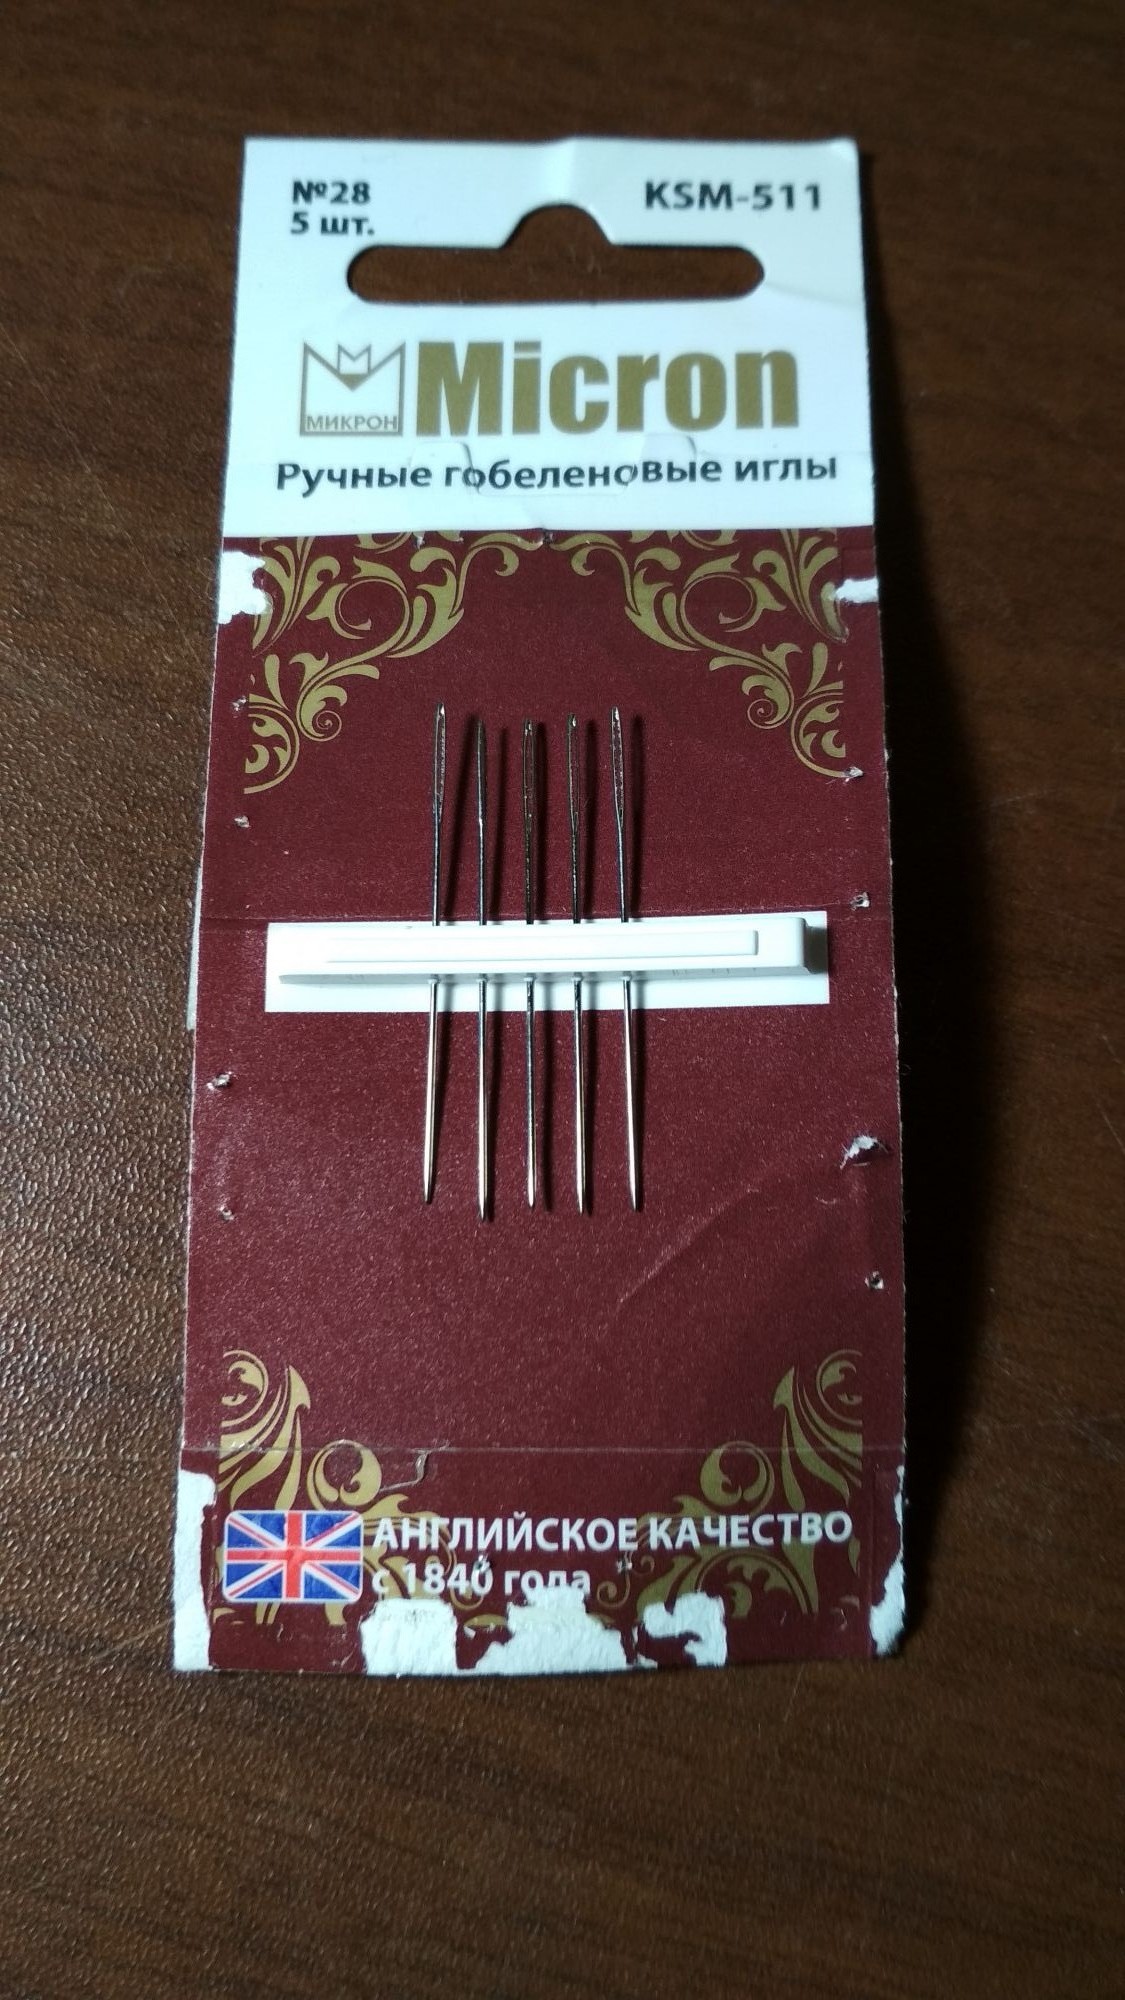 №28
5 шт.
KSM-511
МИКРОН
Micron
Ручные гобеленовые иглы
АНГЛИЙСКОЕ КАЧЕСТВО
с 1840 года